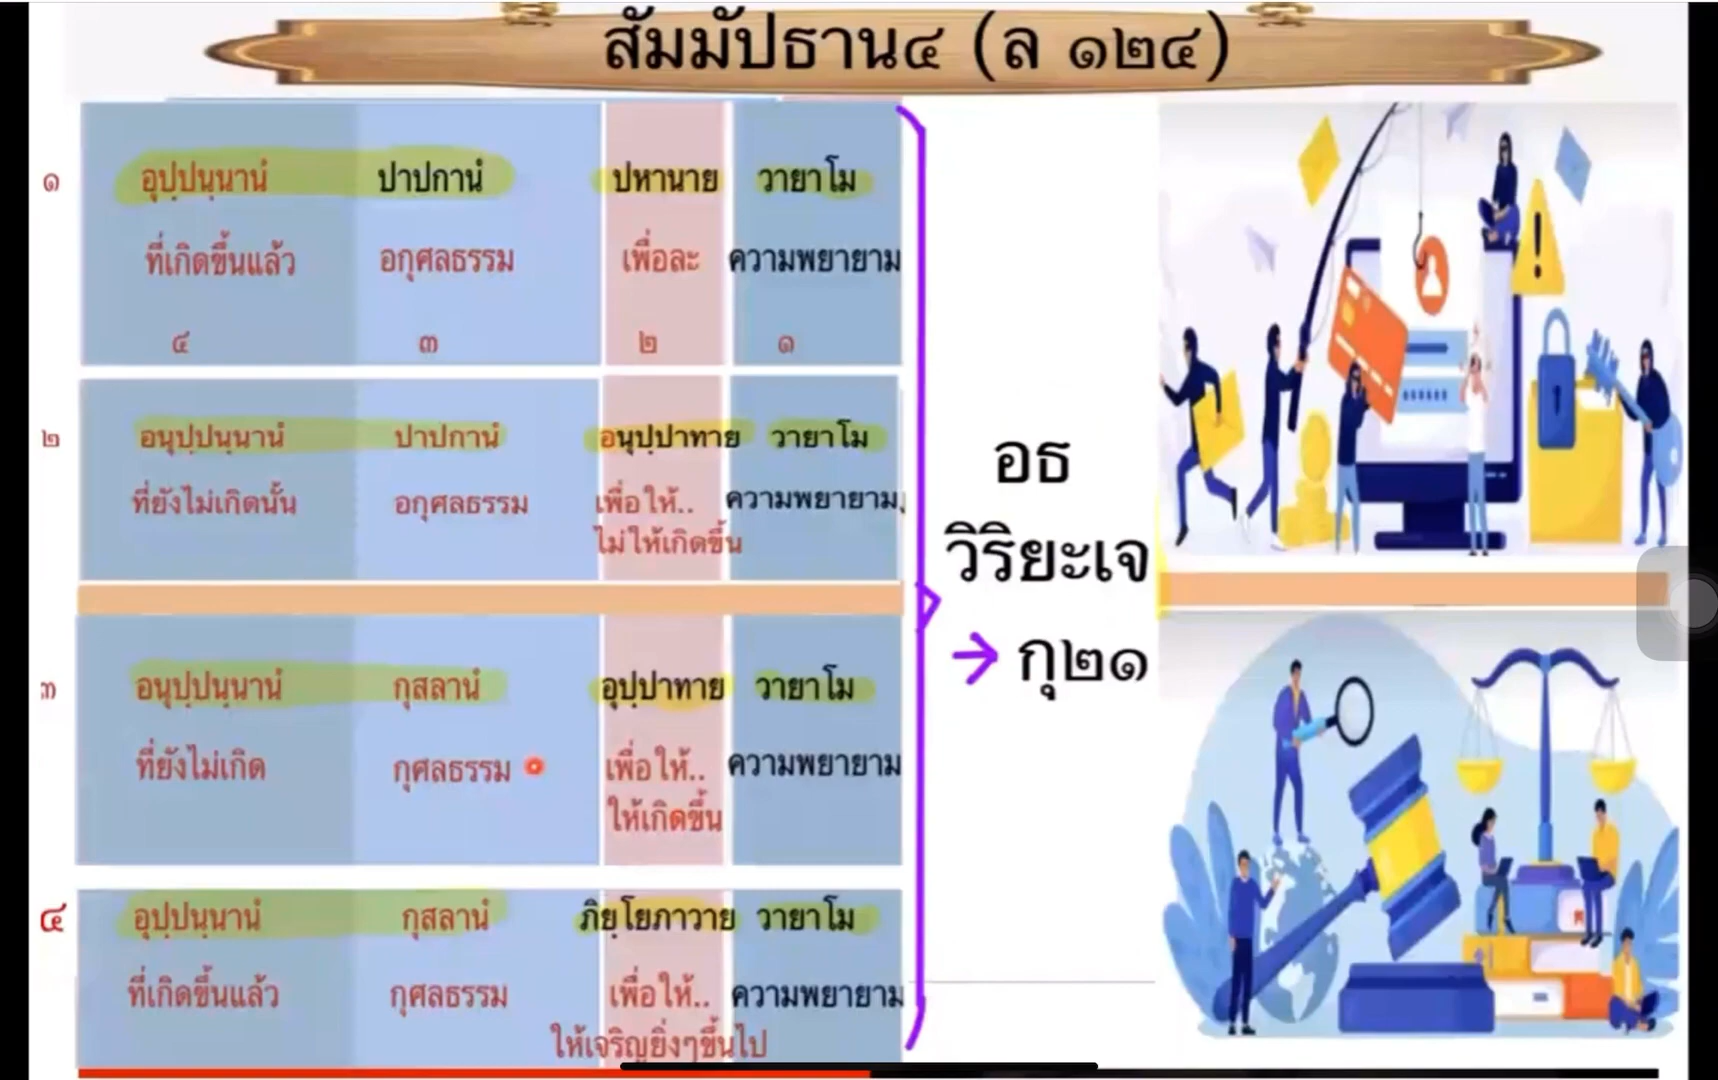 สัมมัปธาน๔ (ล ๑๒๔)
๑ อุปฺปนฺนานํ ปาปกานํ ปหานาย วายาโม
ที่เกิดขึ้นแล้ว อกุศลธรรม เพื่อละ ความพยายาม
๔ ๓ ๒ ๑
๒ อนุปฺปนฺนานํ ปาปกานํ อนุปฺปาทาย วายาโม
ที่ยังไม่เกิดนั้น อกุศลธรรม เพื่อให้.. ความพยายาม
ไม่ให้เกิดขึ้น
๓ อนุปฺปนฺนานํ กุสลานํ อุปฺปาทาย วายาโม
ที่ยังไม่เกิด กุศลธรรม เพื่อให้.. ความพยายาม
ให้เกิดขึ้น
๔ อุปฺปนฺนานํ กุสลานํ ภิยฺโยภาวาย วายาโม
ที่เกิดขึ้นแล้ว กุศลธรรม เพื่อให้.. ความพยายาม
ให้เจริญยิ่งๆขึ้นไป
อธ
วิริยะเจ
→ กุ๒๑